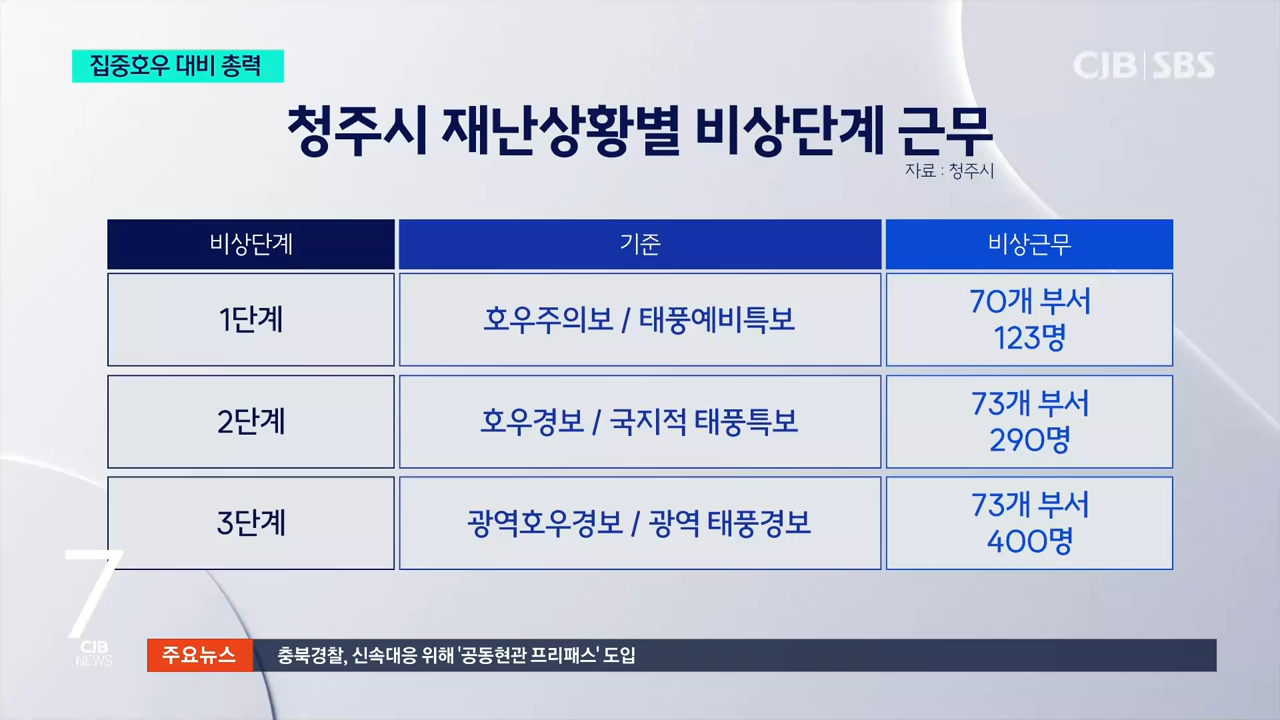 집중호우 대비 총력
CJB SBS
청주시 재난상황별 비상단계 근무
자료 : 청주시
비상단계 기준 비상근무
1단계 호우주의보 / 태풍예비특보 70개 부서
123명
2단계 호우경보 / 국지적 태풍특보 73개 부서
290명
3단계 광역호우경보 / 광역 태풍경보 73개 부서
400명
7
CJB
NEWS
주요뉴스 충북경찰, 신속대응 위해 '공동현관 프리패스' 도입